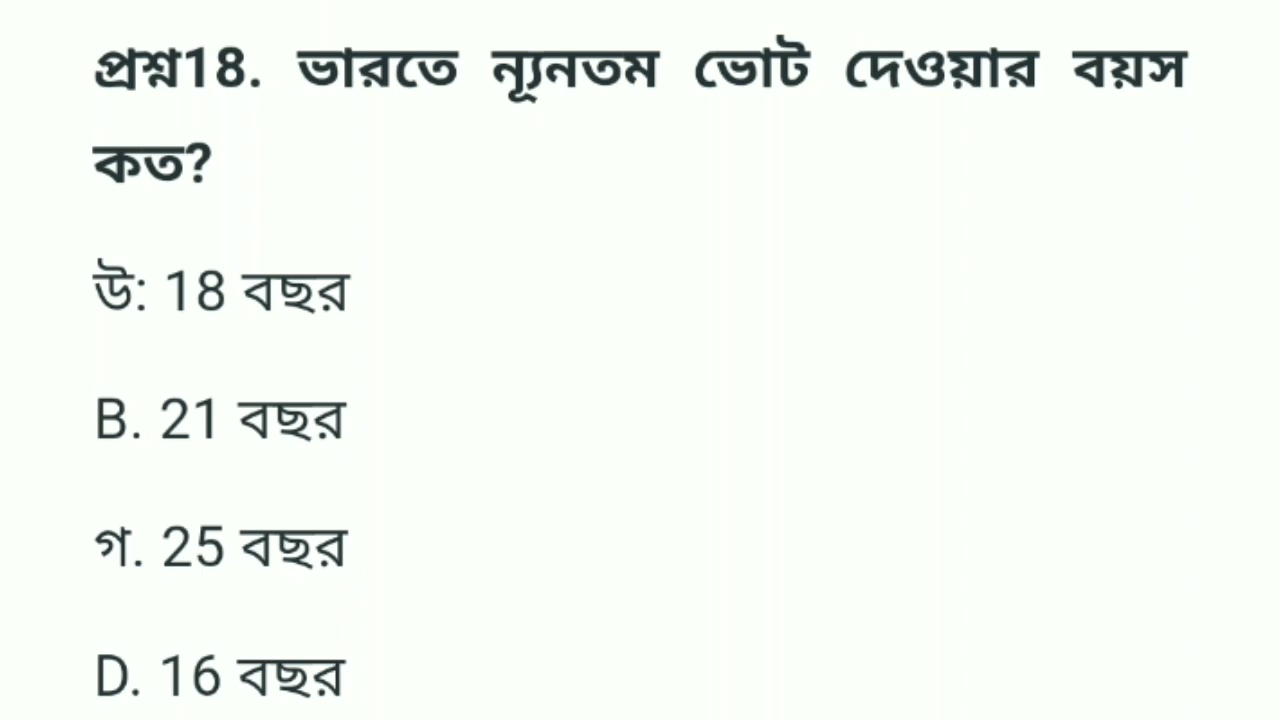 প্রশ্ন18. ভারতে ন্যূনতম ভোট দেওয়ার বয়স
কত?
উ: 18 বছর
B. 21 বছর
গ. 25 বছর
D. 16 বছর